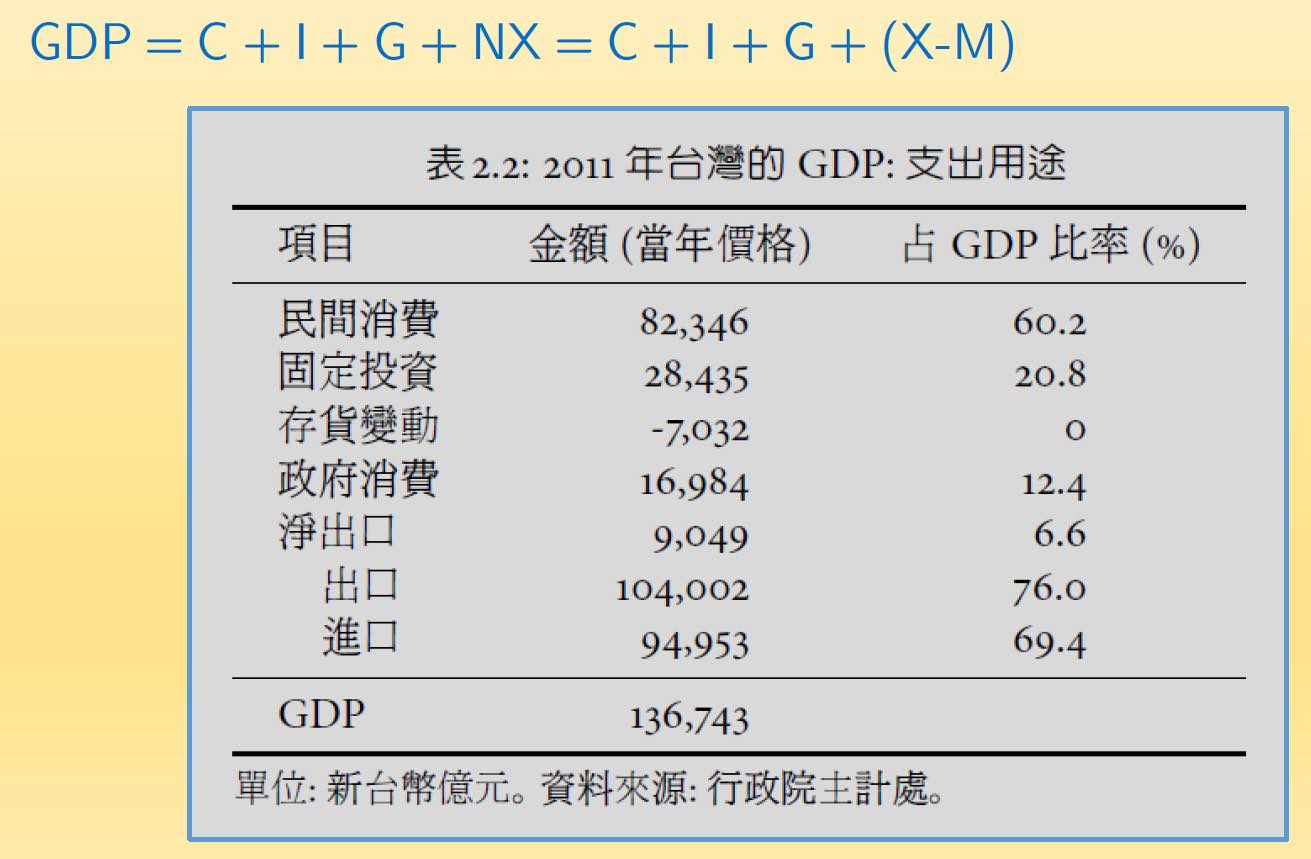 GDP = C + I + G + NX = C + I + G + (X-M)
表 2.2: 2011 年台灣的 GDP: 支出用途
項目 金額 (當年價格) 占 GDP 比率 (%)
民間消費 82,346 60.2
固定投資 28,435 20.8
存貨變動 -7,032 0
政府消費 16,984 12.4
淨出口 9,049 6.6
出口 104,002 76.0
進口 94,953 69.4
GDP 136,743
單位: 新台幣億元。資料來源: 行政院主計處。